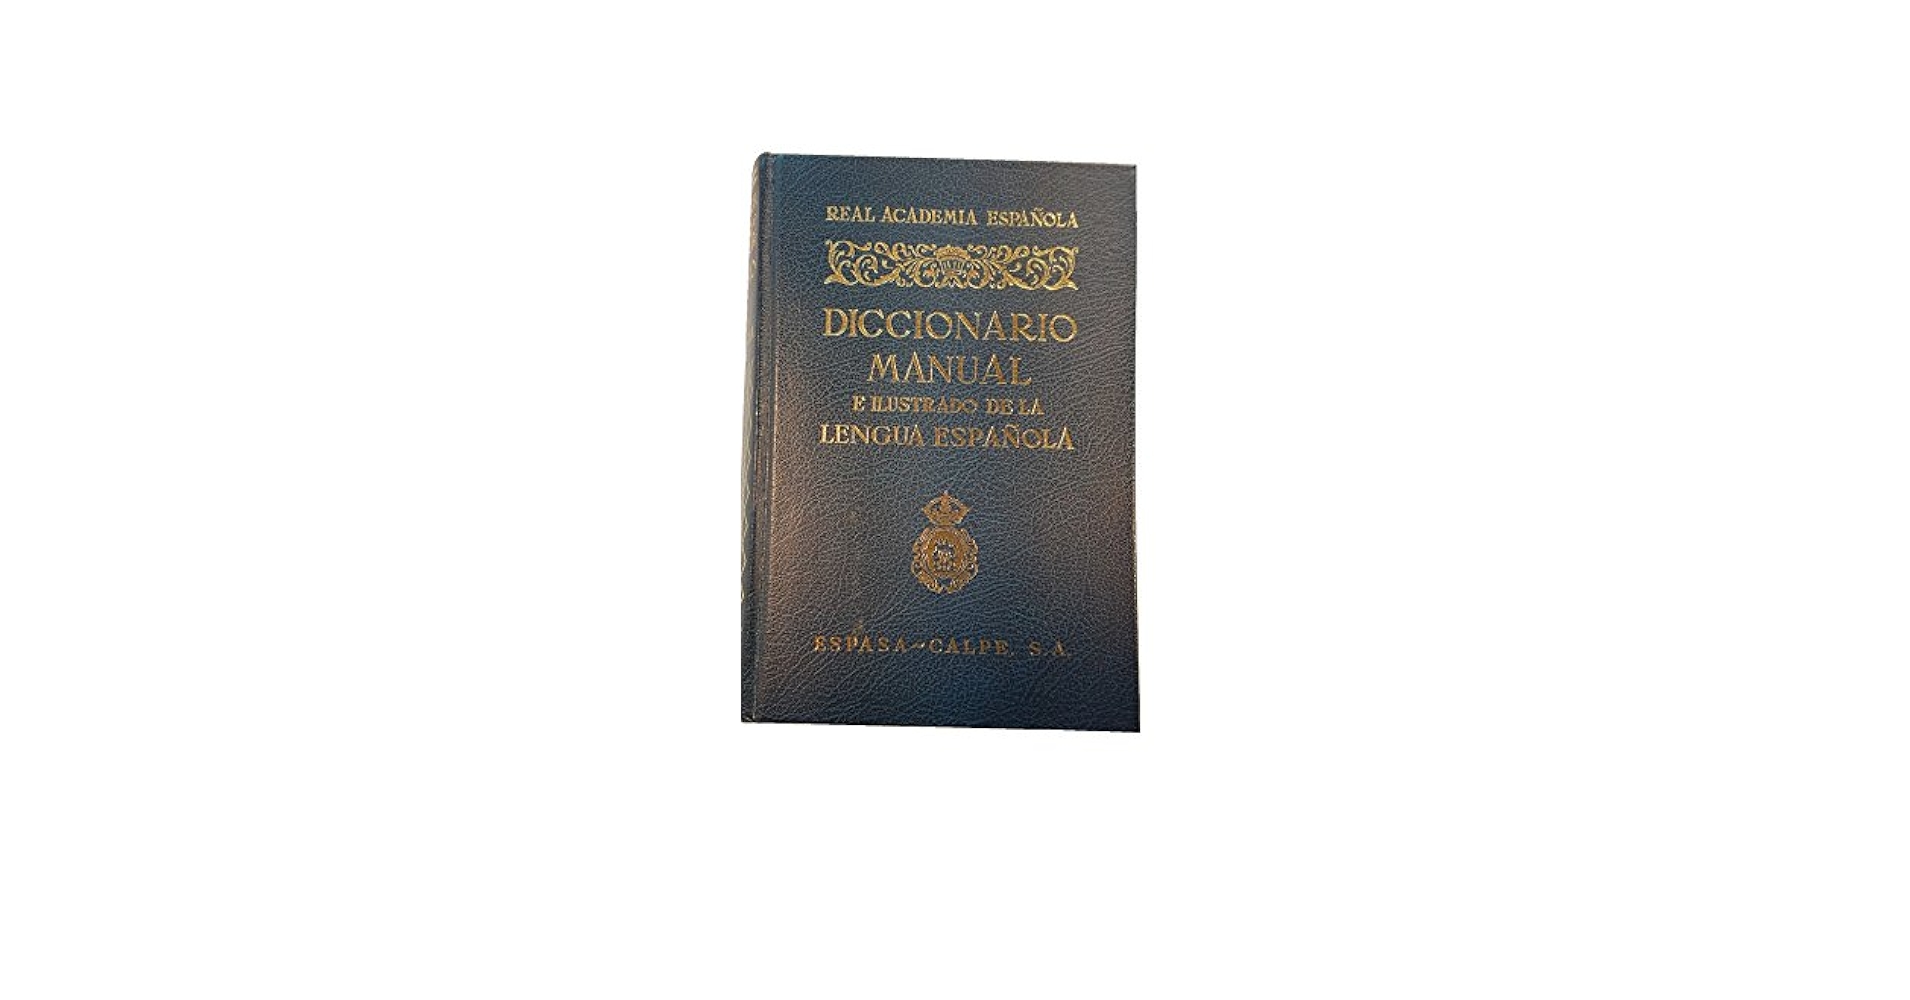 REAL ACADEMIA ESPAÑOLA
DICCIONARIO
MANUAL
E ILUSTRADO DE LA
LENGUA ESPAÑOLA
ESPASA~CALPE, S.A.